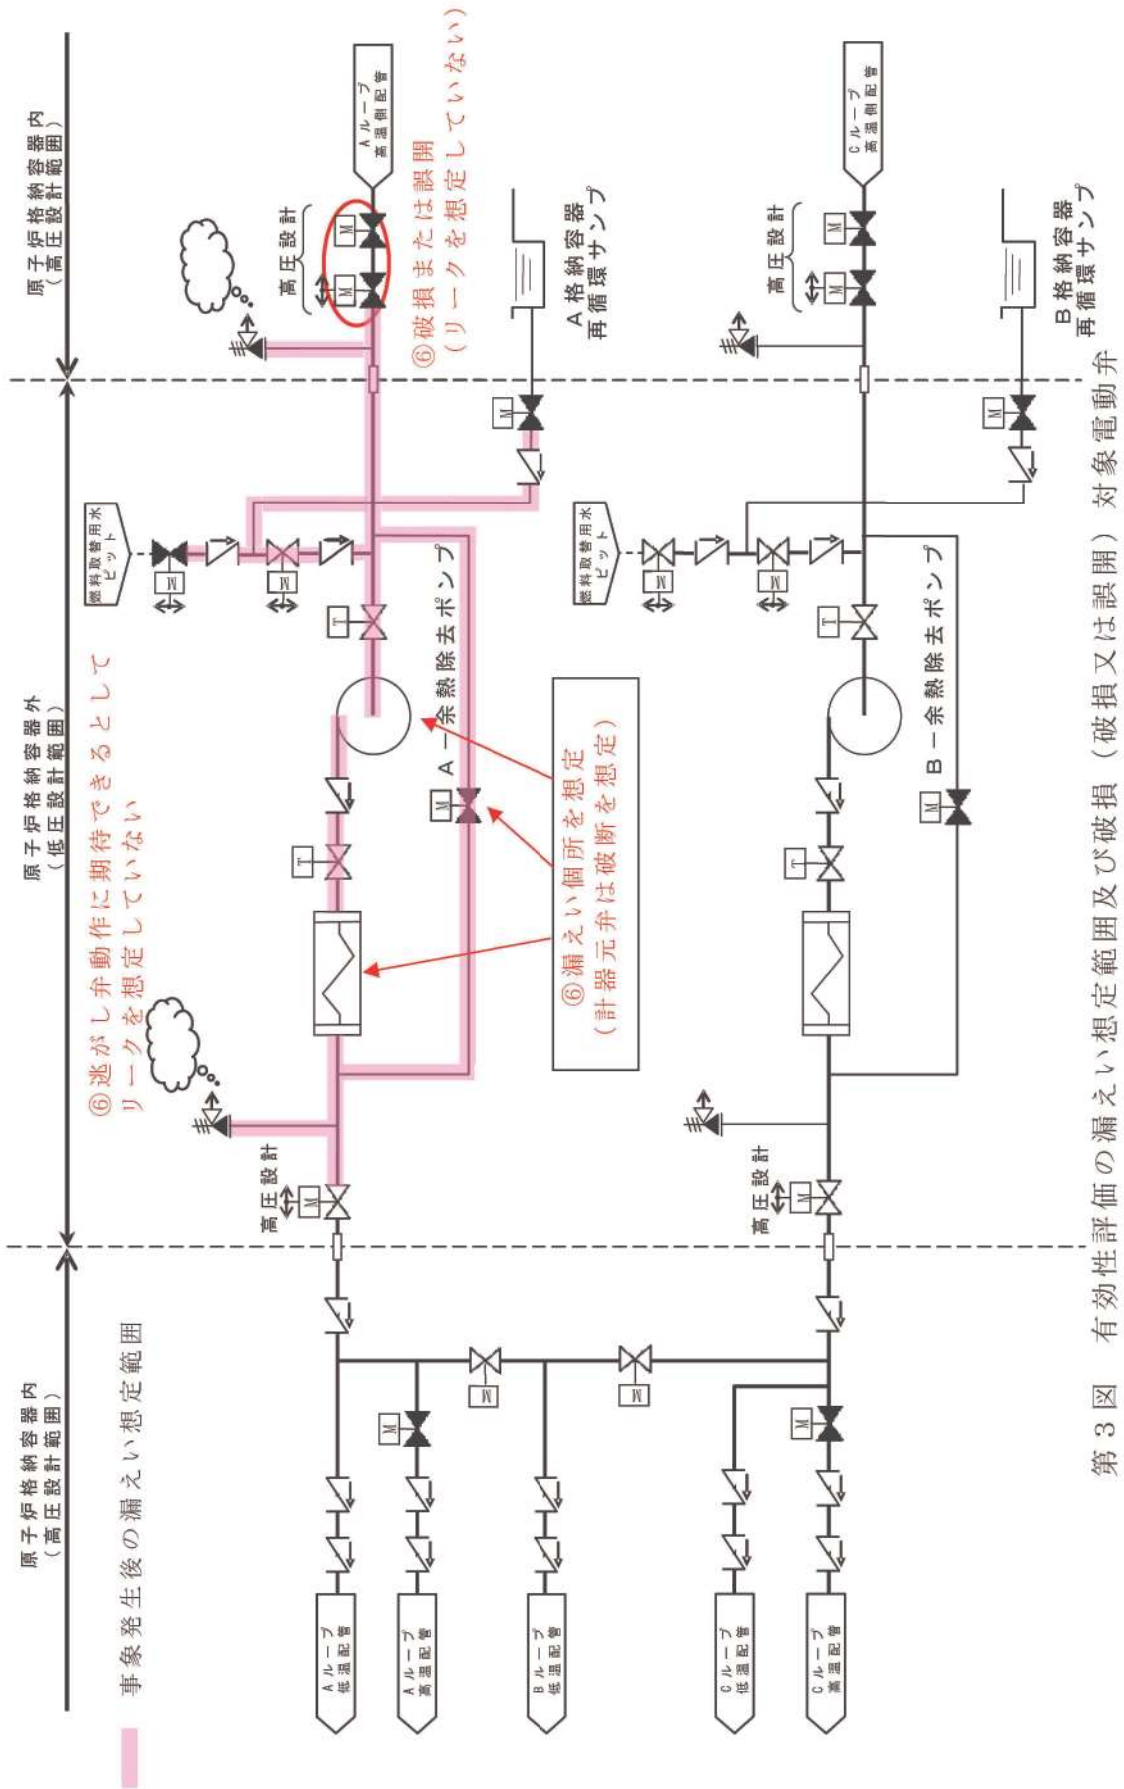 原子炉格納容器内
（高圧設計範囲）
原子炉格納容器外
（低圧設計範囲）
原子炉格納容器内
（高圧設計範囲）
事象発生後の漏えい想定範囲
⑥逃がし弁動作に期待できるとして
リークを想定していない
燃料取替用水
ピット
M
M
T
T
M
高圧設計
M
高圧設計
M
M
Aループ
高温側配管
⑥破損または誤開
（リークを想定していない）
M
A格納容器
再循環サンプ
A－余熱除去ポンプ
M
⑥漏えい個所を想定
（計器元弁は破断を想定）
Aループ
低温配管
Aループ
高温配管
Bループ
低温配管
Cループ
低温配管
Cループ
高温配管
M
M
M
M
燃料取替用水
ピット
M
M
T
T
高圧設計
M
高圧設計
M
M
Cループ
高温側配管
M
B格納容器
再循環サンプ
B－余熱除去ポンプ
M
第3図　有効性評価の漏えい想定範囲及び破損（破損又は誤開）対象電動弁